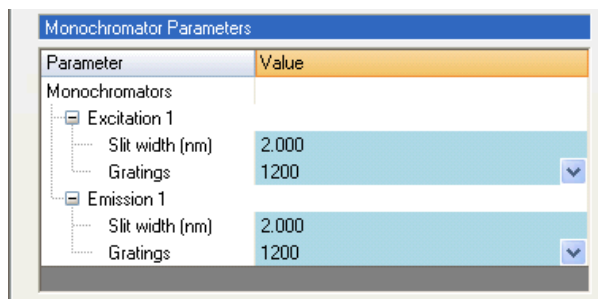 Monochromator Parameters
Parameter Value
Monochromators
Excitation 1
Slit width (nm) 2.000
Gratings 1200
Emission 1
Slit width (nm) 2.000
Gratings 1200